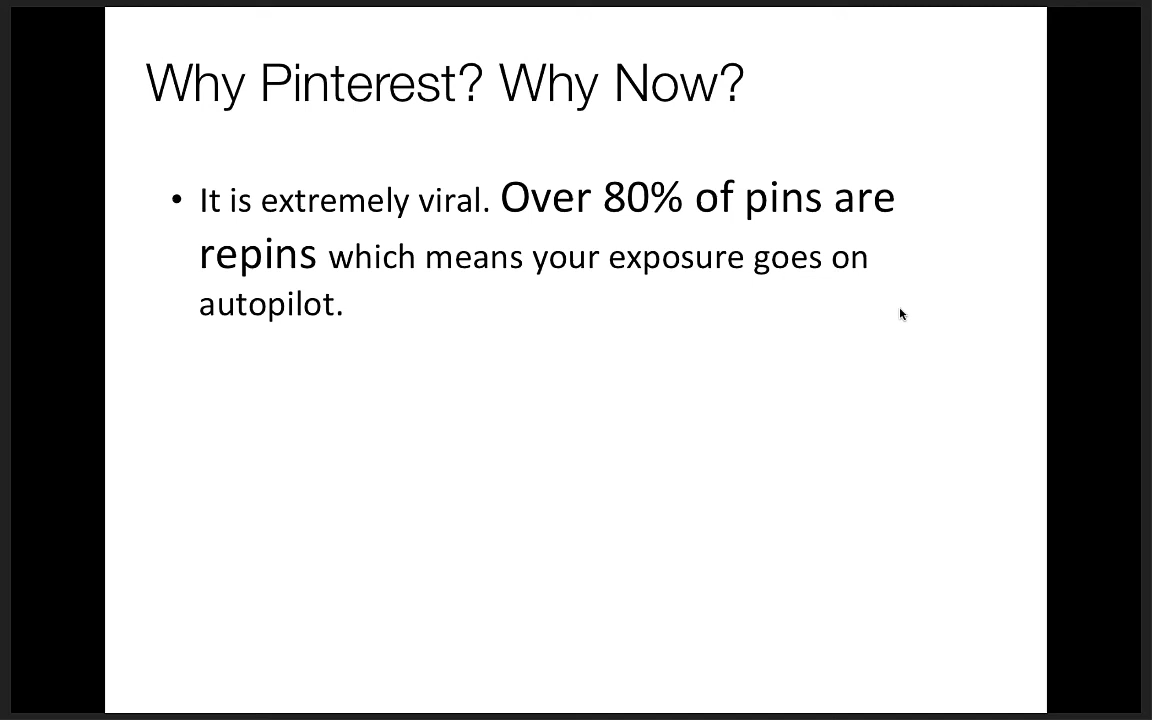 Why Pinterest? Why Now?
• It is extremely viral. Over 80% of pins are
repins which means your exposure goes on
autopilot.